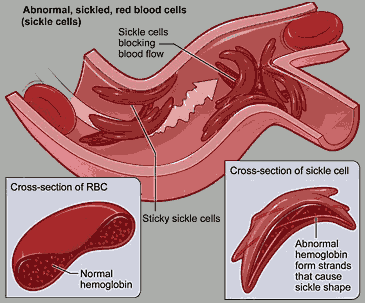 Abnormal, sickled, red blood cells
(sickle cells)
Sickle cells
blocking
blood flow
Sticky sickle cells
Cross-section of RBC
Normal
hemoglobin
Cross-section of sickle cell
Abnormal
hemoglobin
form strands
that cause
sickle shape